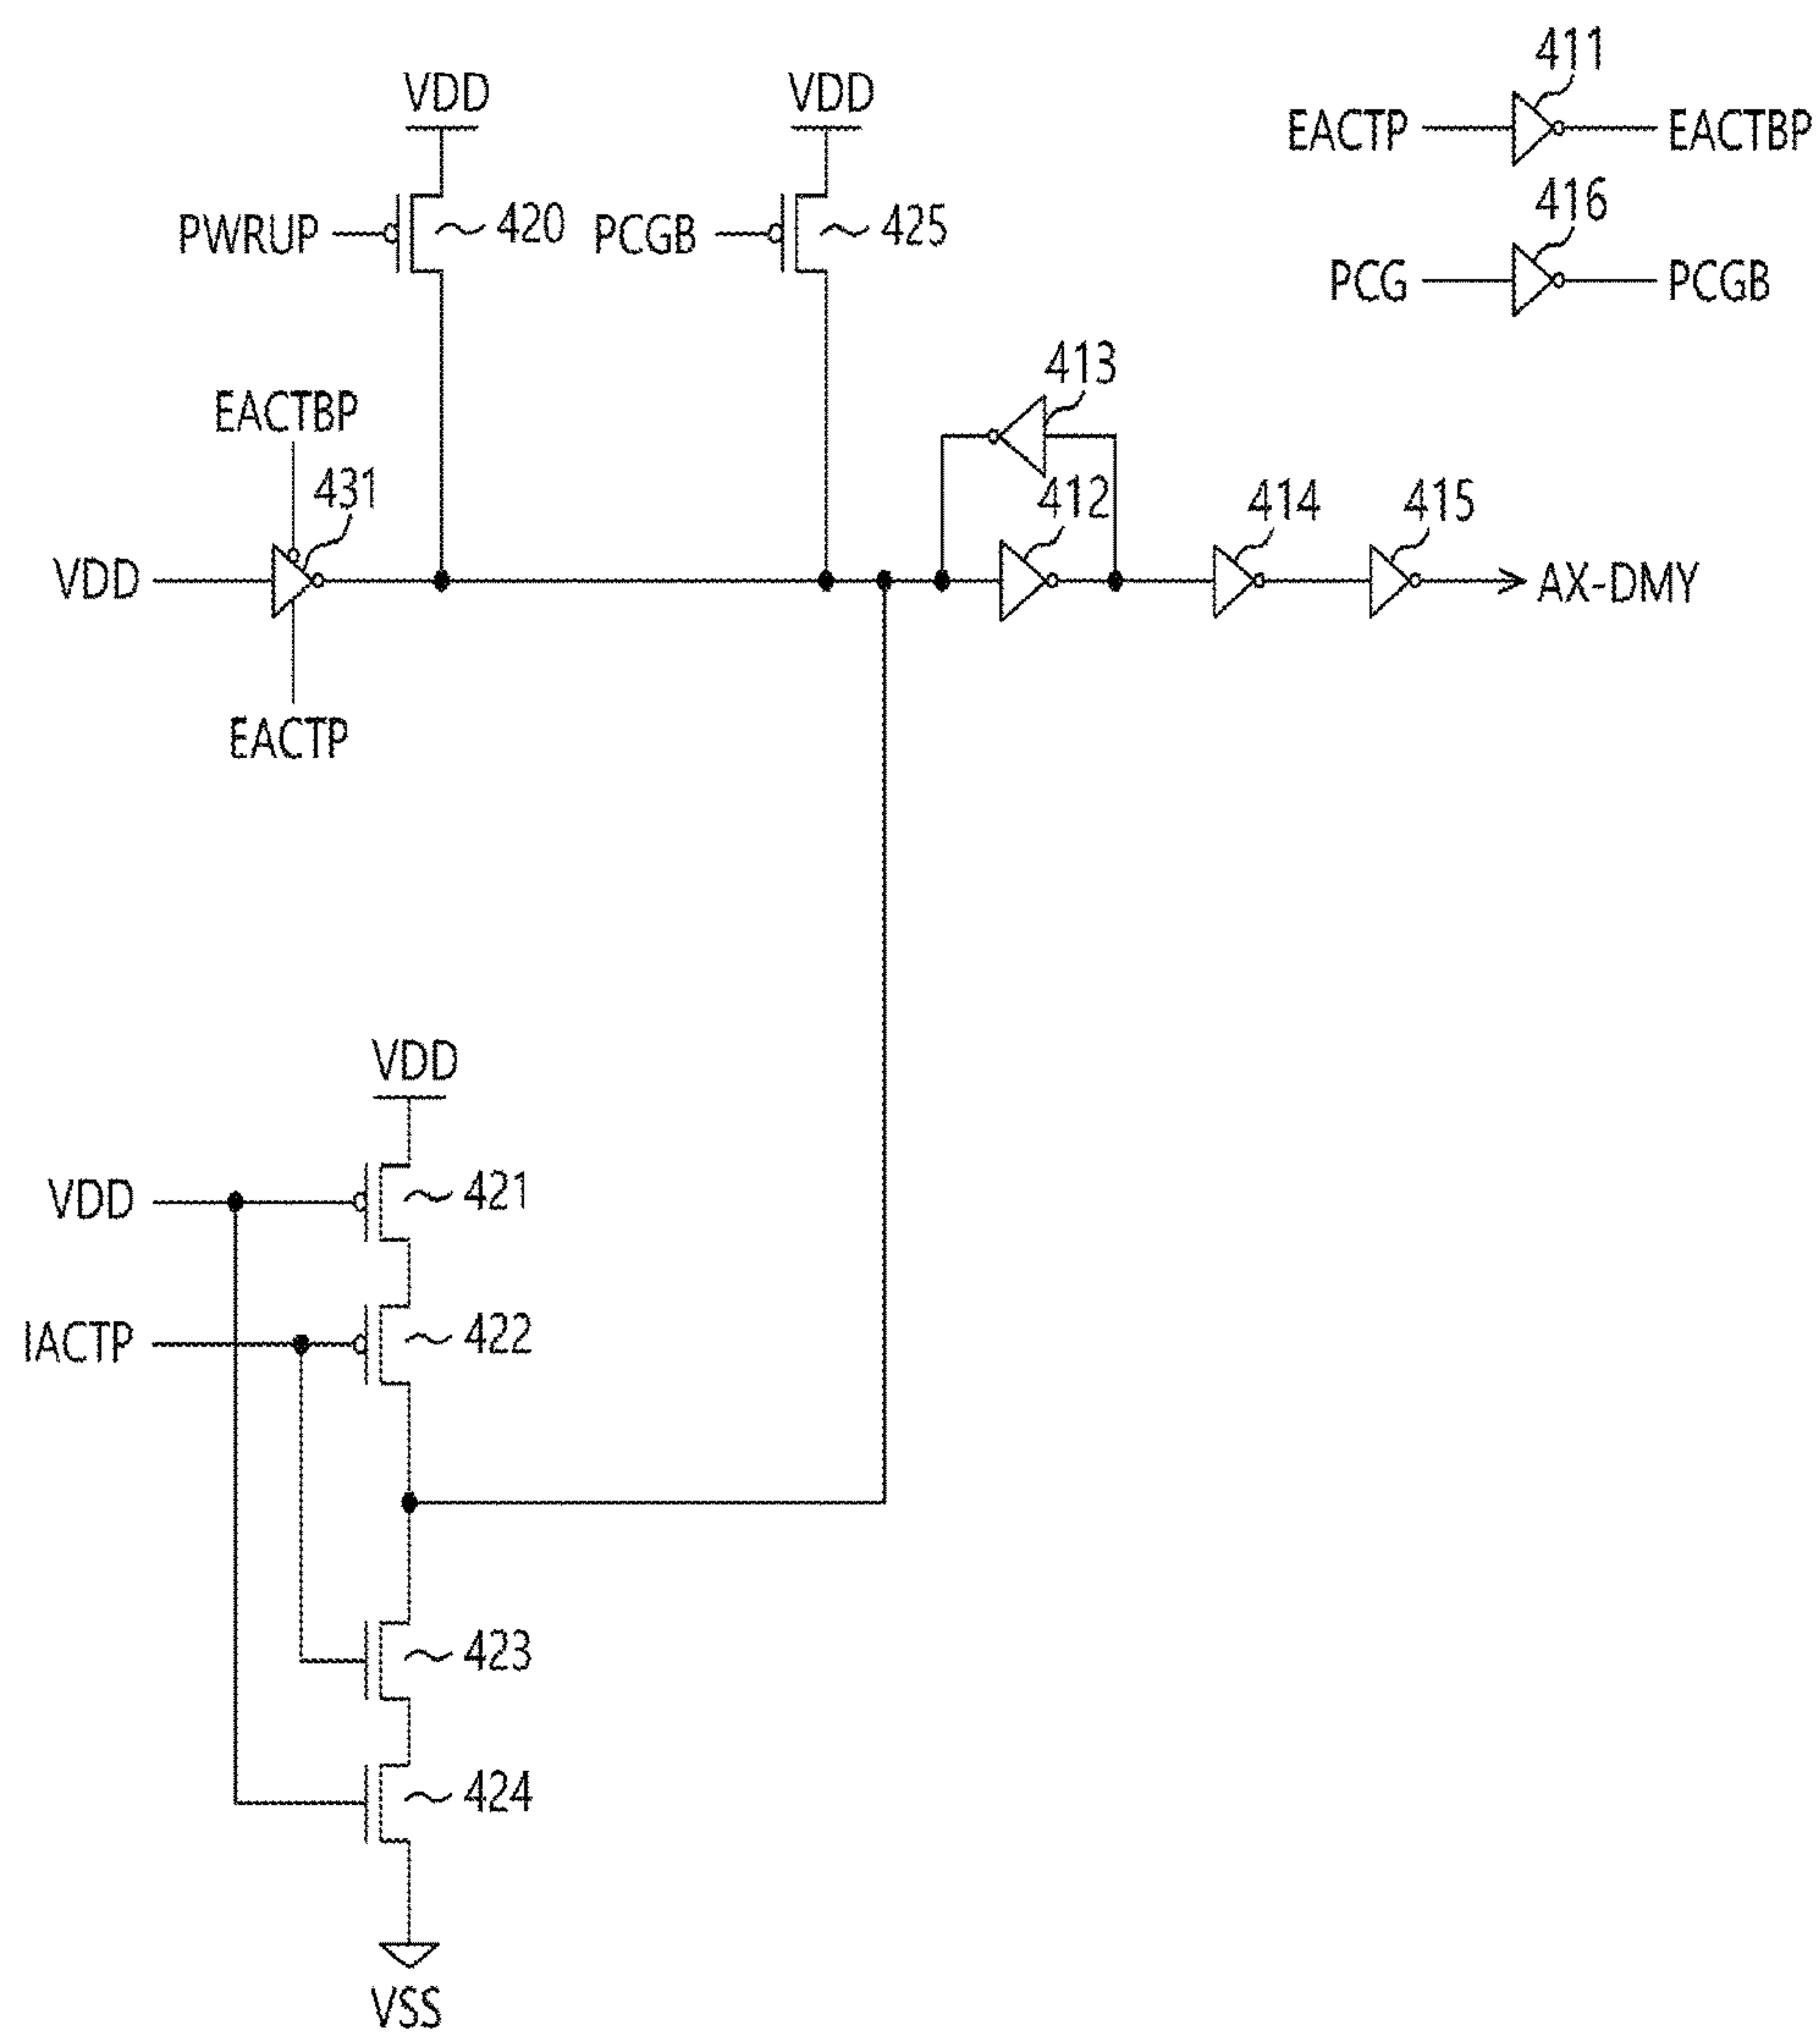 411
VDD
VDD
EACTP
EACTBP
416
PWRUP
420
PCGB
425
PCG
PCGB
413
EACTBP
431
412
414
415
VDD
AX-DMY
EACTP
VDD
VDD
421
IACTP
422
423
424
VSS